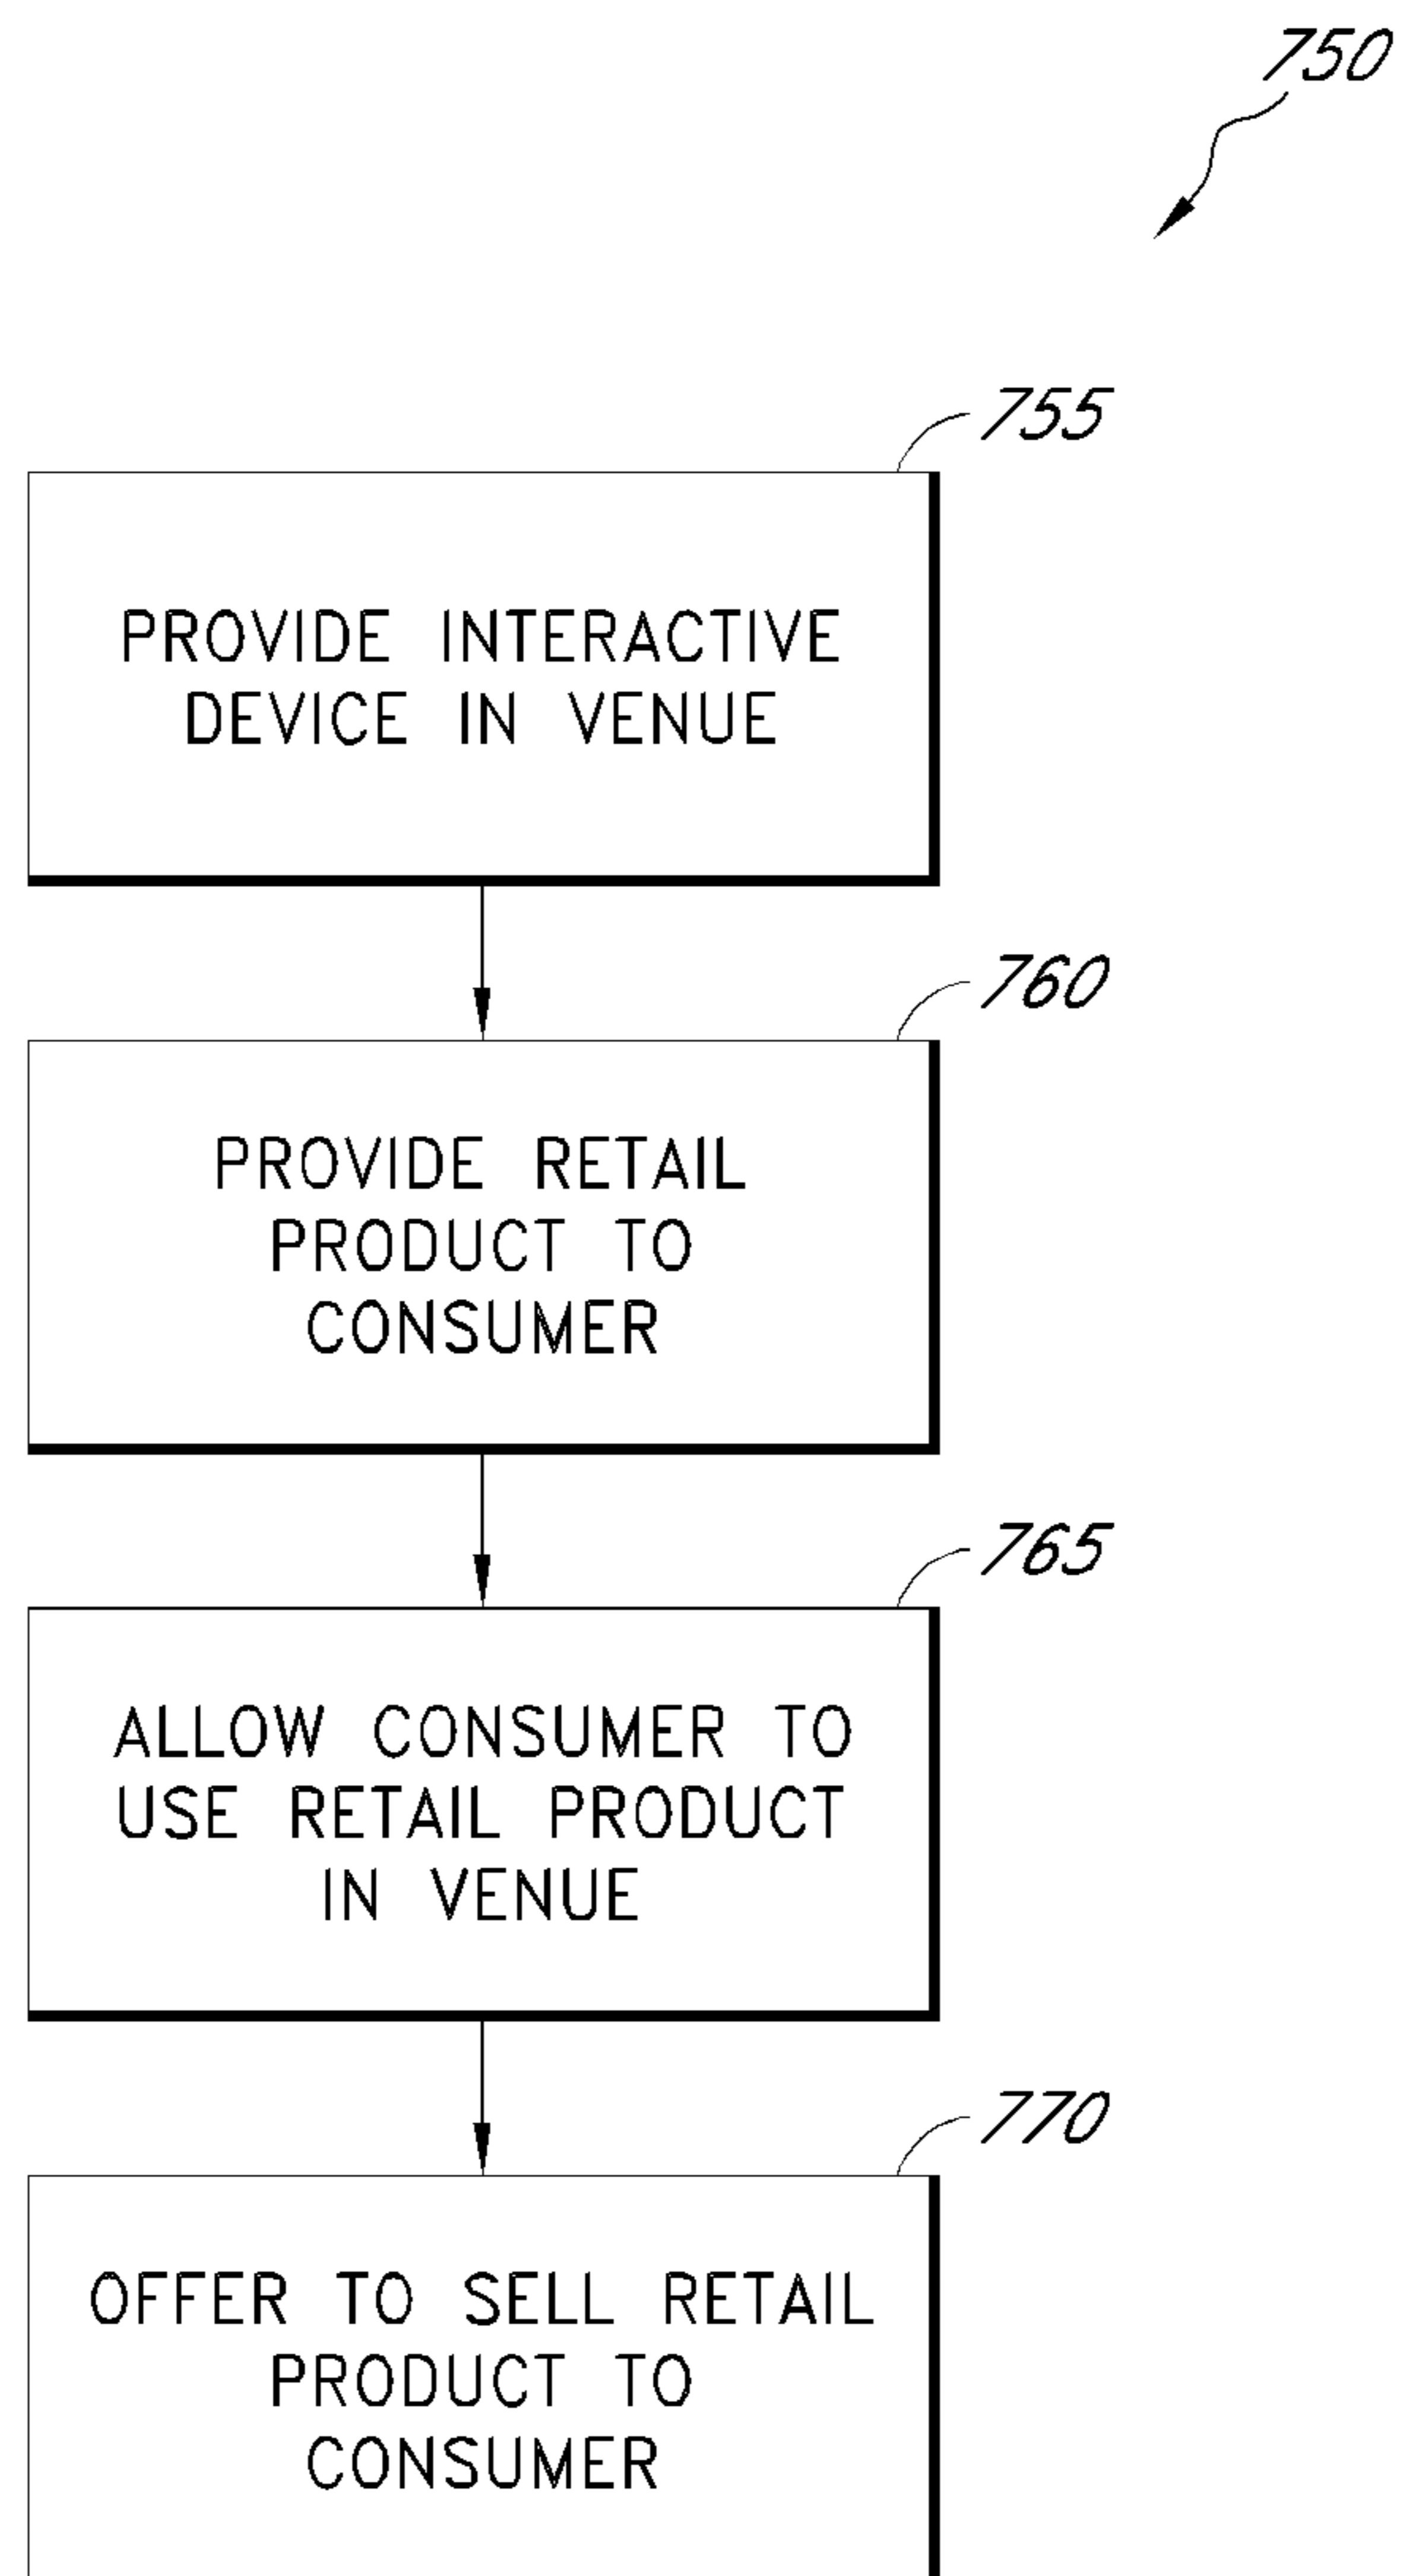 750
755
PROVIDE INTERACTIVE
DEVICE IN VENUE
760
PROVIDE RETAIL
PRODUCT TO
CONSUMER
765
ALLOW CONSUMER TO
USE RETAIL PRODUCT
IN VENUE
770
OFFER TO SELL RETAIL
PRODUCT TO
CONSUMER